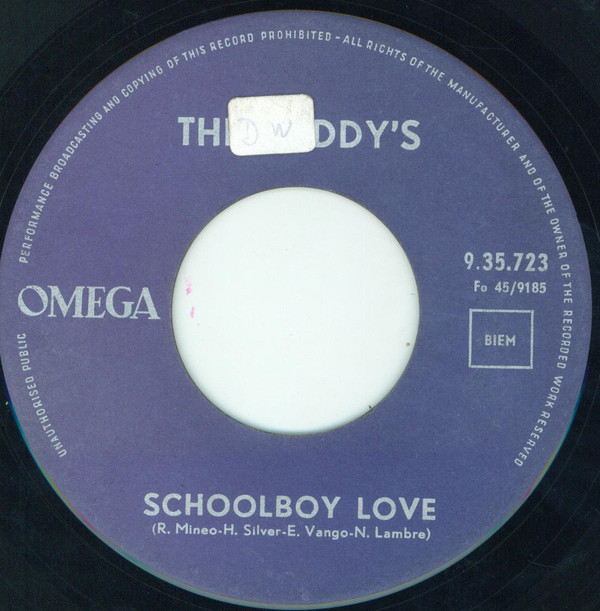 UNAUTHORISED PUBLIC PERFORMANCE BROADCASTING AND COPYING OF THIS RECORD PROHIBITED - ALL RIGHTS OF THE MANUFACTURER AND OF THE OWNER OF THE RECORDED WORK RESERVED
D W
DDY'S
OMEGA
9.35.723
Fo 45/9185
BIEM
SCHOOLBOY LOVE
(R. Mineo-H. Silver-E. Vango-N. Lambre)